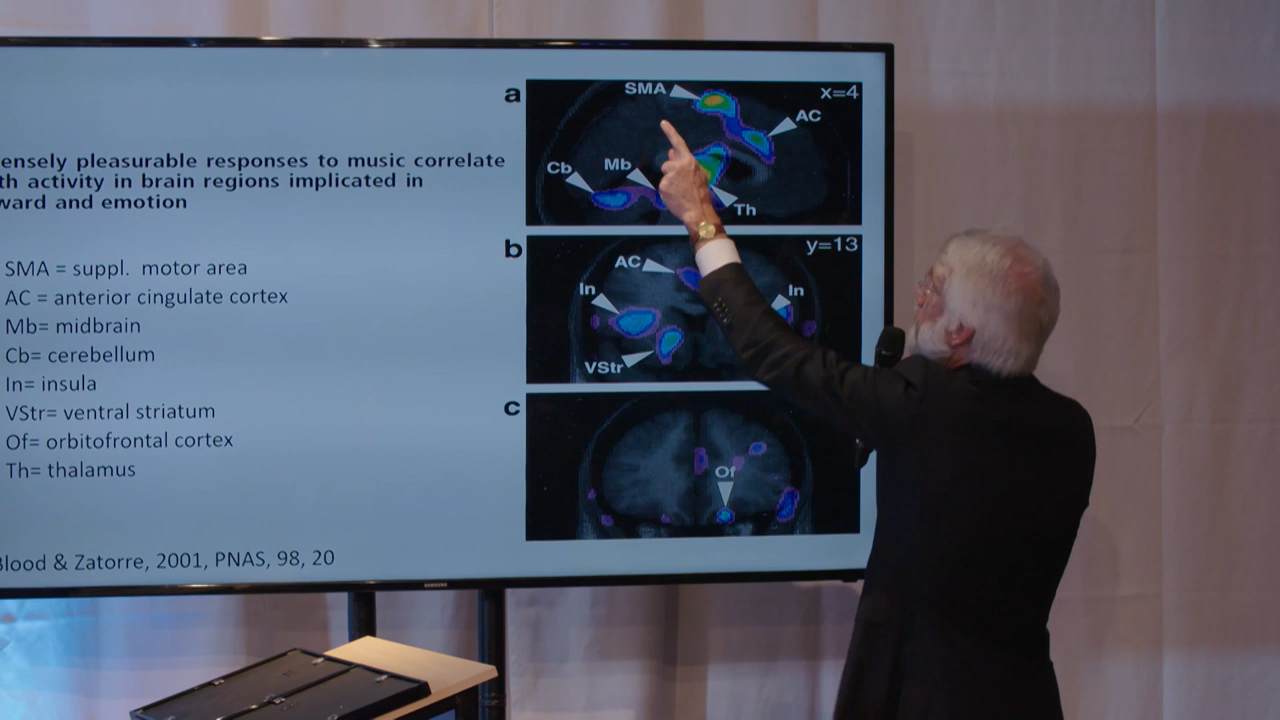 ensely pleasurable responses to music correlate
th activity in brain regions implicated in
ward and emotion
SMA = suppl. motor area
AC = anterior cingulate cortex
Mb= midbrain
Cb= cerebellum
In= insula
VStr= ventral striatum
Of= orbitofrontal cortex
Th= thalamus
Blood & Zatorre, 2001, PNAS, 98, 20
a
SMA
x=4
AC
Cb
Mb
Th
b
y=13
AC
In
In
VStr
c
Of
SAMSUNG